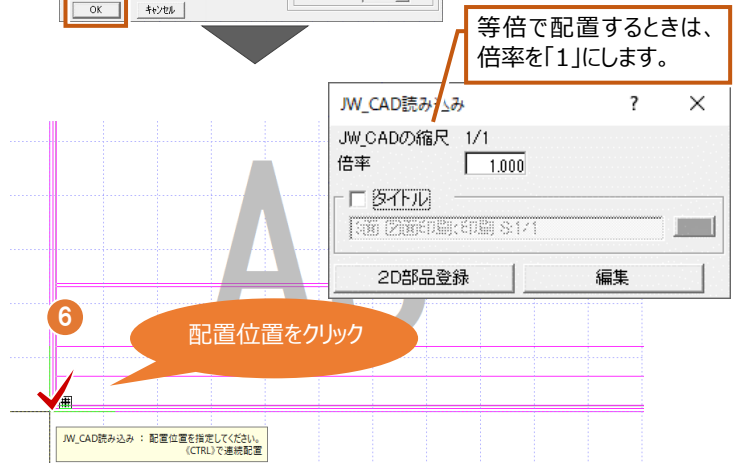 OK
ｷｬﾝｾﾙ
等倍で配置するときは、
倍率を「1」にします。
JW_CAD読み込み ? ×
JW_CADの縮尺 1/1
倍率 1.000
タイトル
S:1/1
2D部品登録 編集
A3
6
配置位置をクリック
JW_CAD読み込み : 配置位置を指定してください。
(CTRL)で連続配置